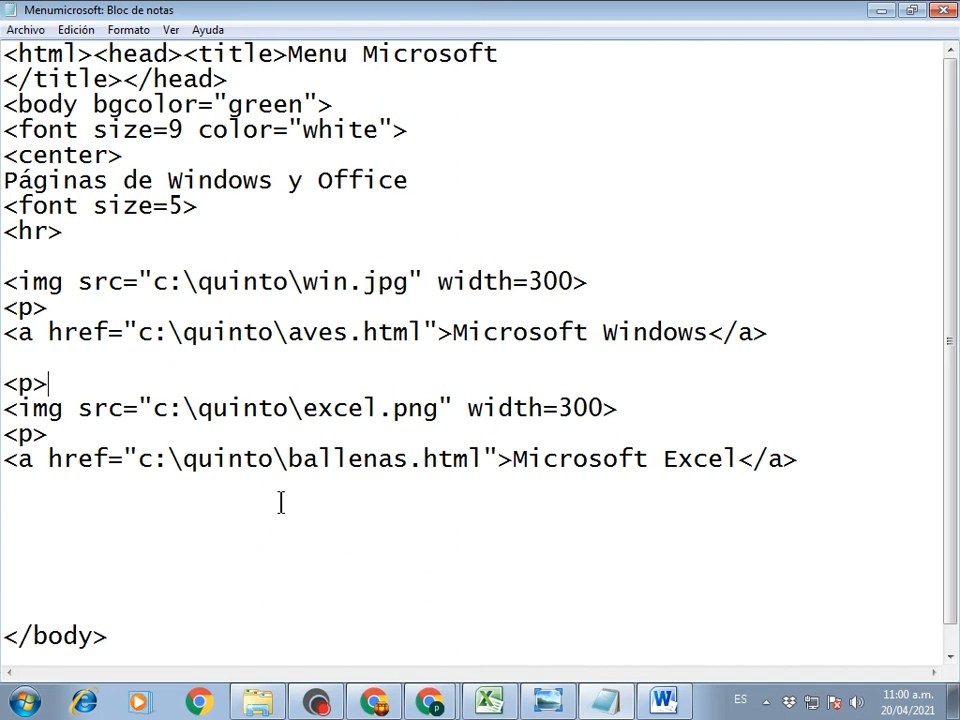 Menumicrosoft: Bloc de notas
Archivo Edición Formato Ver Ayuda
<html><head><title>Menu Microsoft
</title></head>
<body bgcolor="green">
<font size=9 color="white">
<center>
Páginas de Windows y Office
<font size=5>
<hr>
<img src="c:\quinto\win.jpg" width=300>
<p>
<a href="c:\quinto\aves.html">Microsoft Windows</a>
<p>
<img src="c:\quinto\excel.png" width=300>
<p>
<a href="c:\quinto\ballenas.html">Microsoft Excel</a>
</body>
ES
11:00 a.m.
20/04/2021